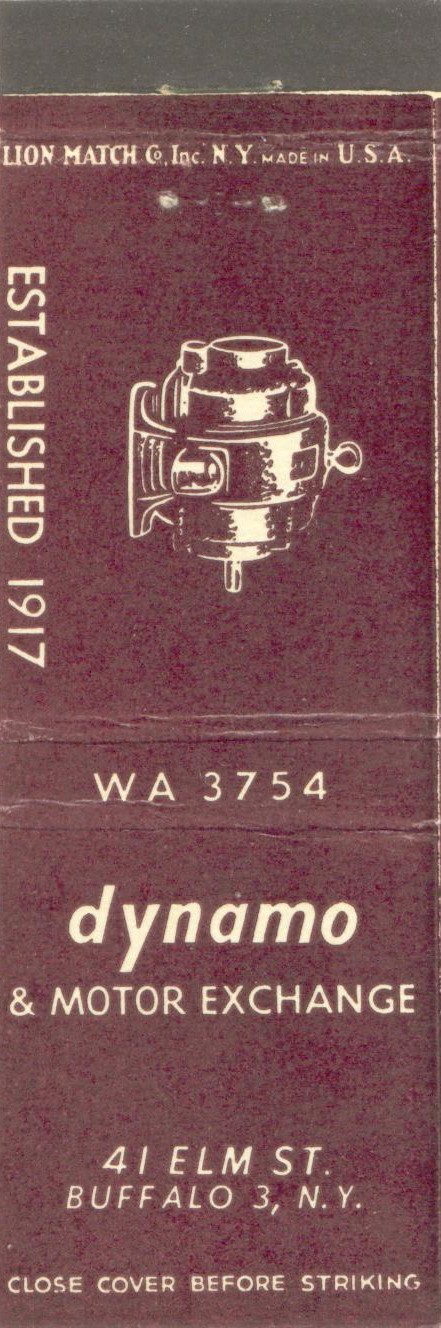 LION MATCH Co, Inc. N.Y. MADE IN U.S.A.
ESTABLISHED 1917
WA 3754
dynamo
& MOTOR EXCHANGE
41 ELM ST.
BUFFALO 3, N.Y.
CLOSE COVER BEFORE STRIKING